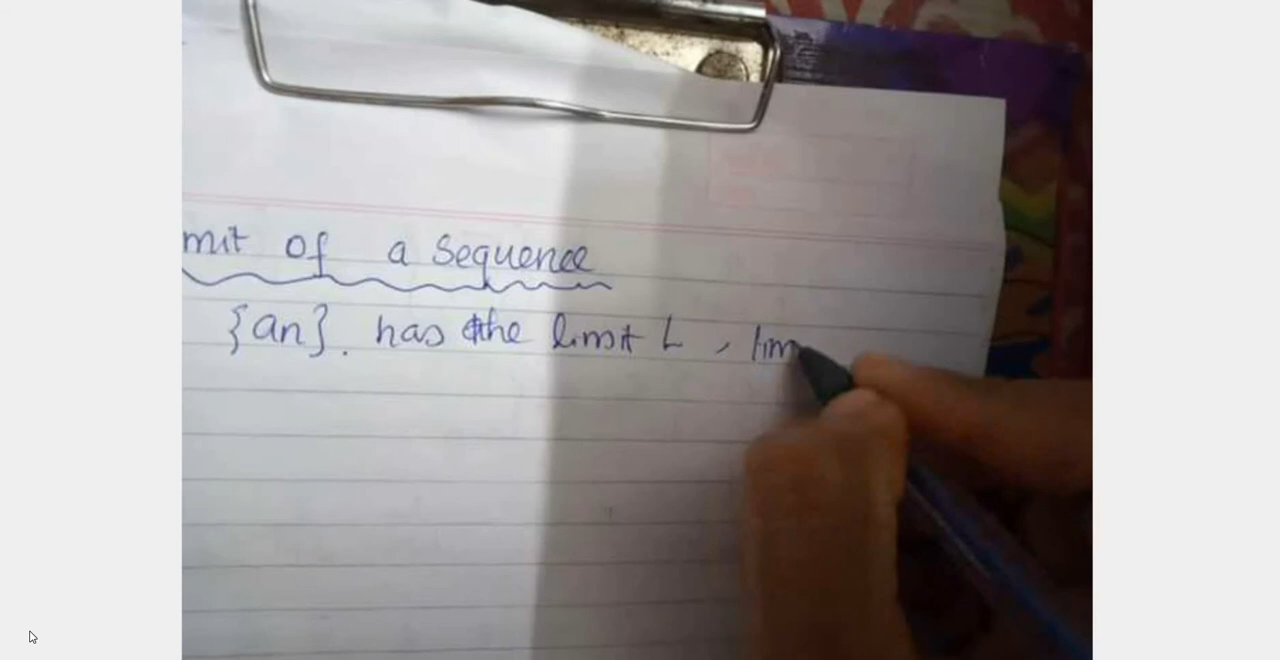 mit of a Sequence
{an}. has the limit L , lim